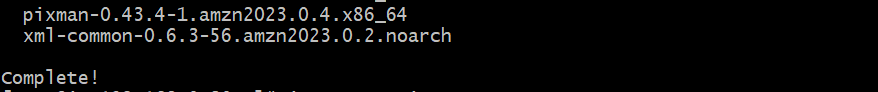 pixman-0.43.4-1.amzn2023.0.4.x86_64
xml-common-0.6.3-56.amzn2023.0.2.noarch
Complete!